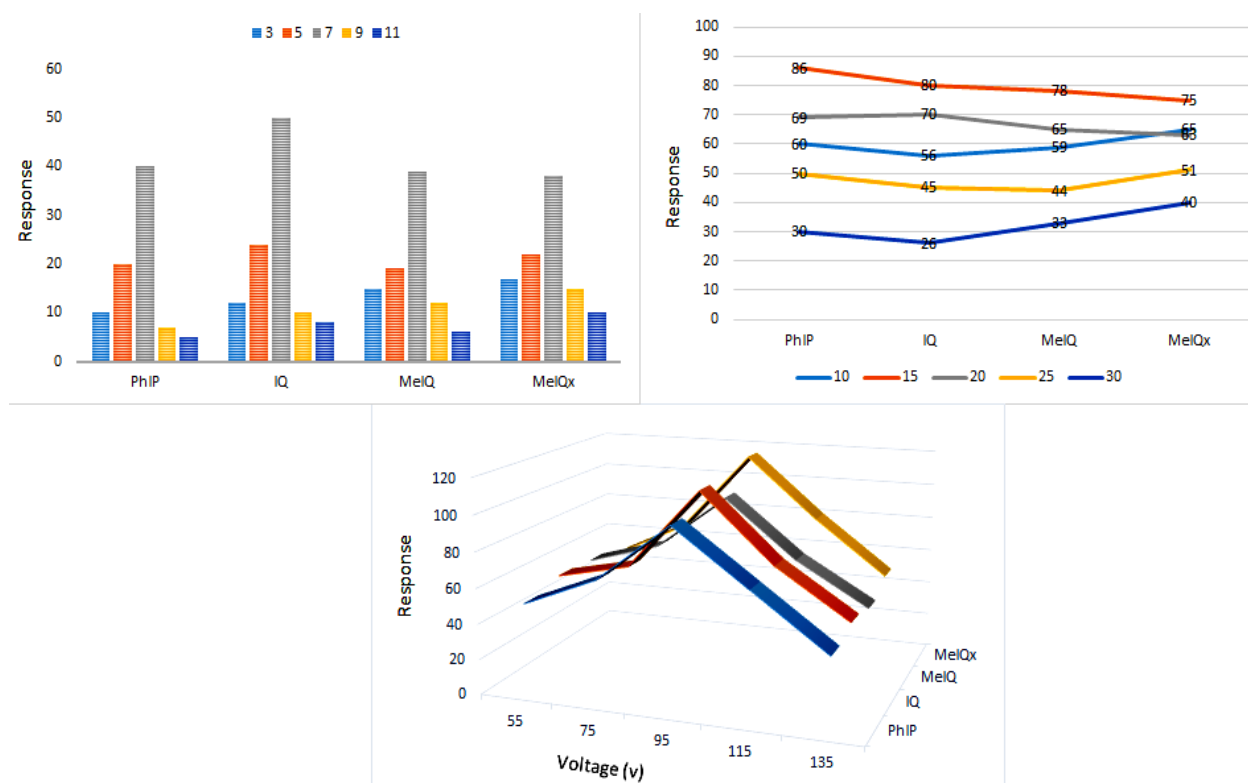 3 5 7 9 11
Response
60
50
40
30
20
10
0
PhIP IQ MeIQ MeIQx
Response
100
90
80
70
60
50
40
30
20
10
0
86 80 78 75
69 70 65 63
60 56 59 65
50 45 44 51
30 26 33 40
PhIP IQ MeIQ MeIQx
10 15 20 25 30
Response
120
100
80
60
40
20
0
55 75 95 115 135
Voltage (v)
MeIQx
MeIQ
IQ
PhIP